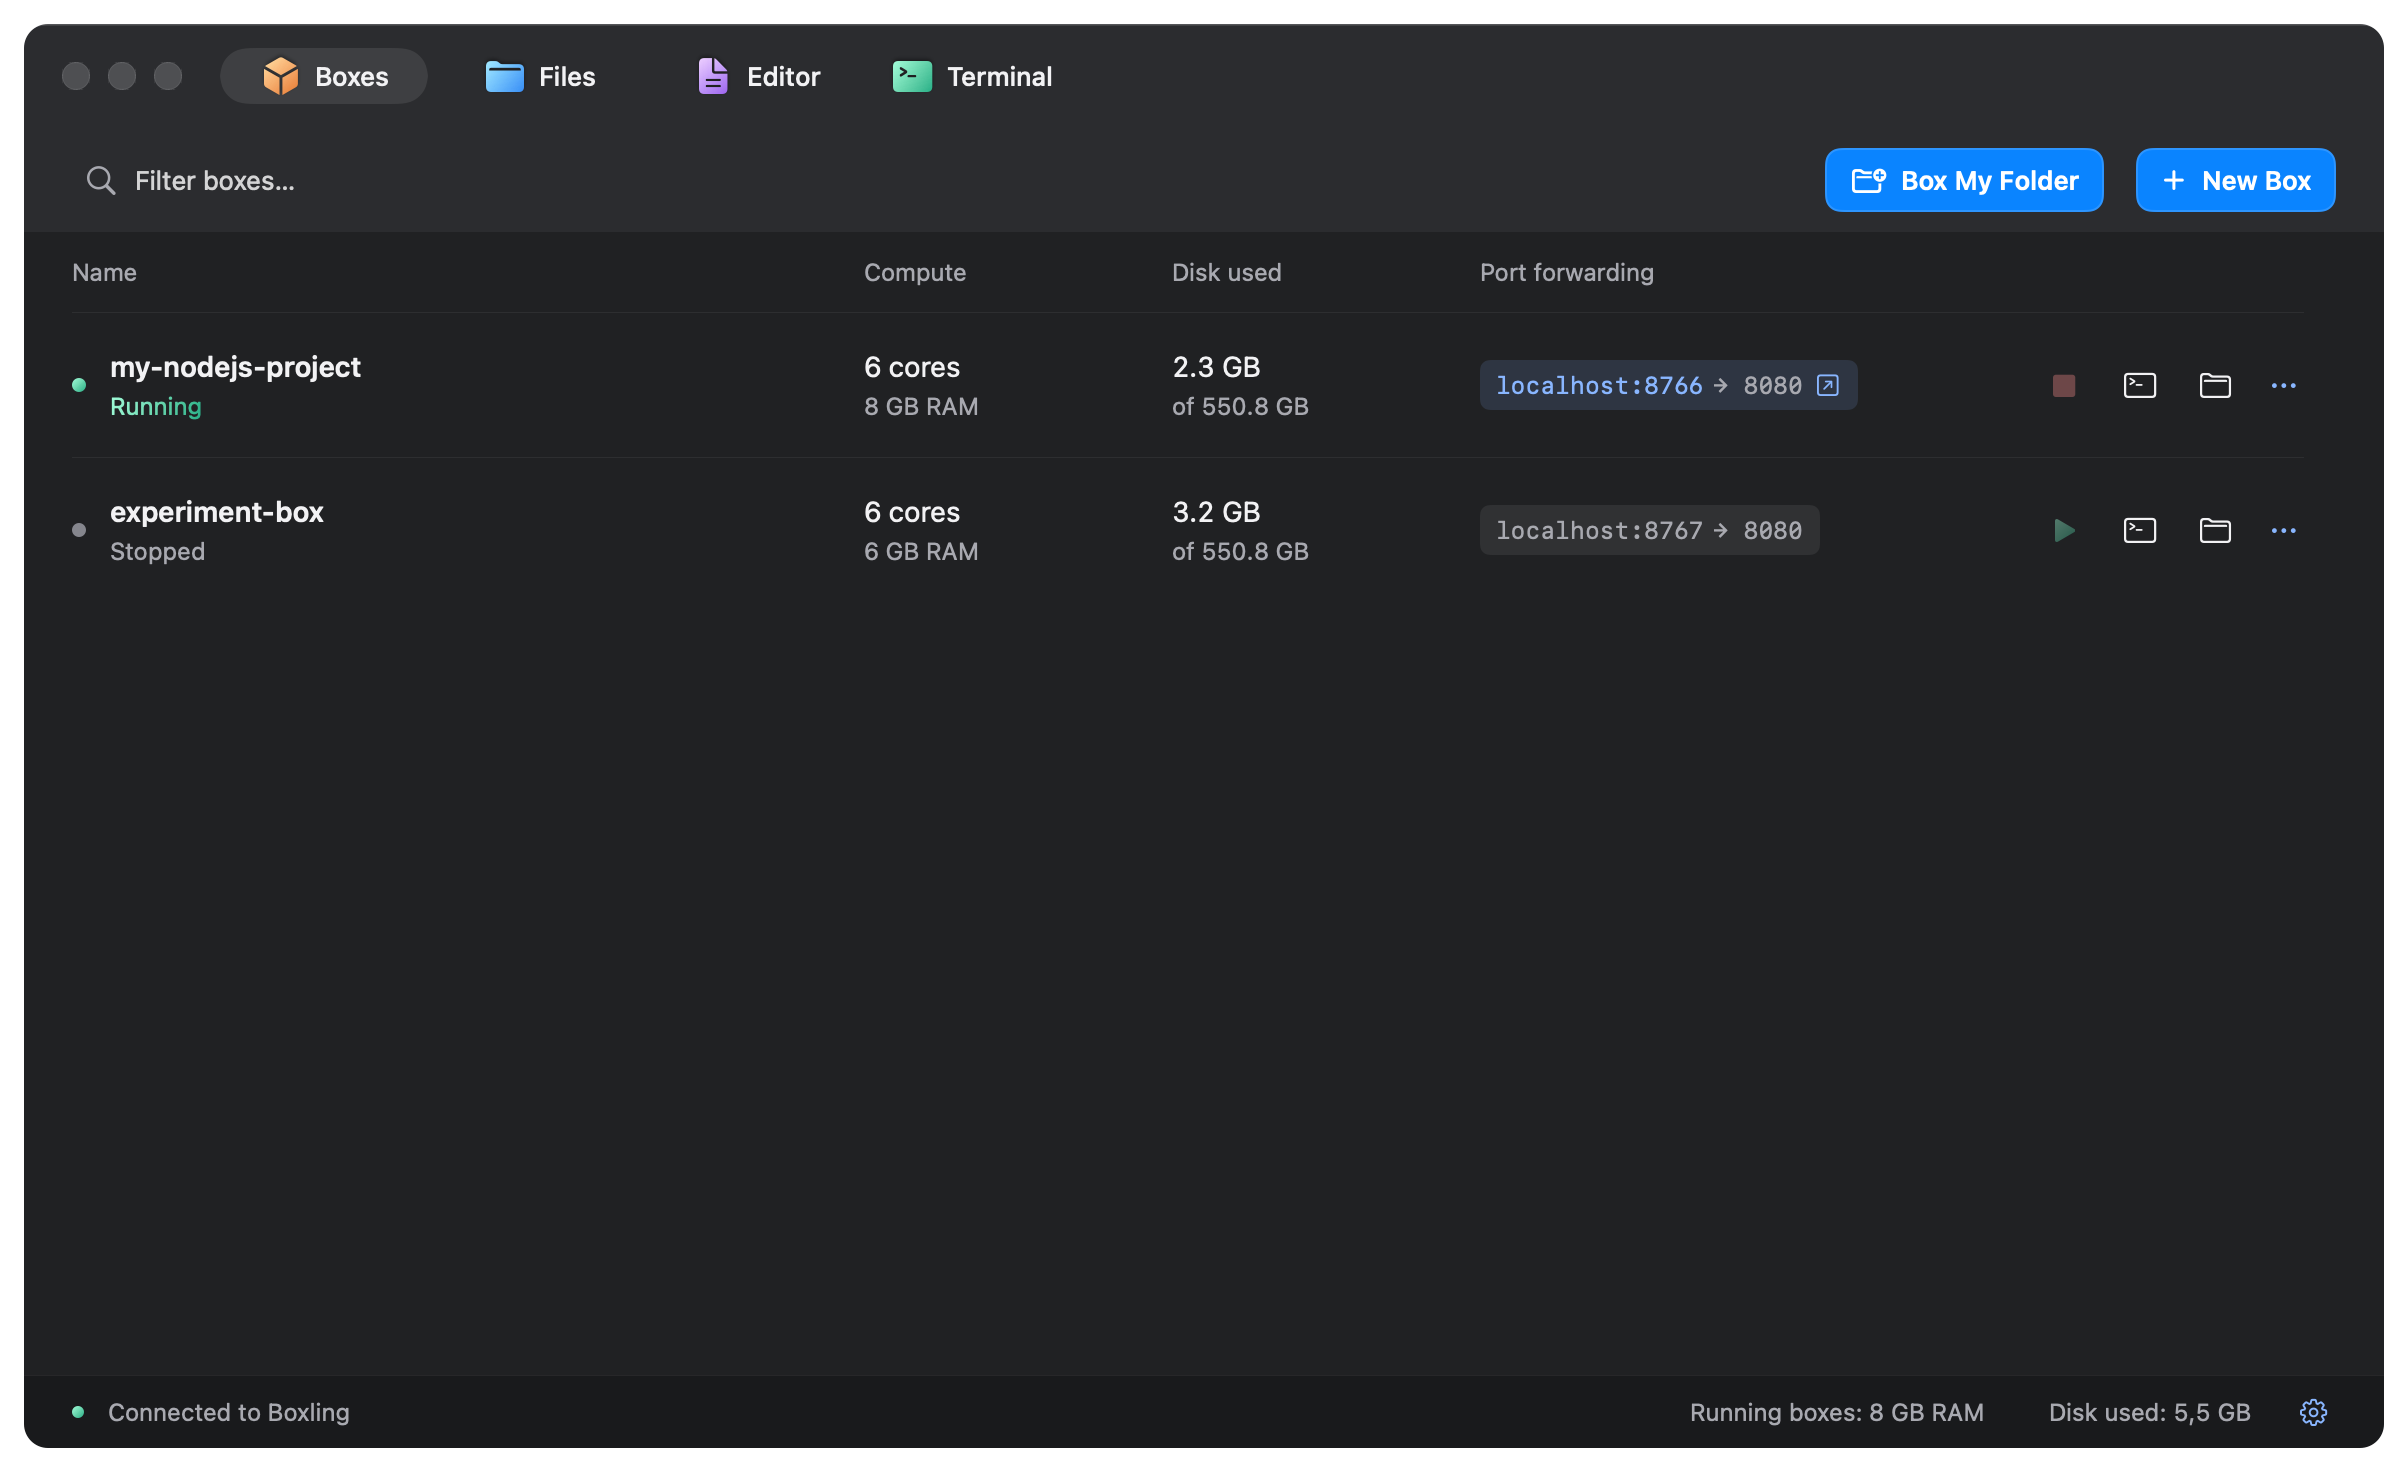 Boxes Files Editor Terminal
Filter boxes... Box My Folder + New Box
Name Compute Disk used Port forwarding
my-nodejs-project 6 cores 2.3 GB localhost:8766 → 8080
Running 8 GB RAM of 550.8 GB
experiment-box 6 cores 3.2 GB localhost:8767 → 8080
Stopped 6 GB RAM of 550.8 GB
Connected to Boxling Running boxes: 8 GB RAM Disk used: 5,5 GB